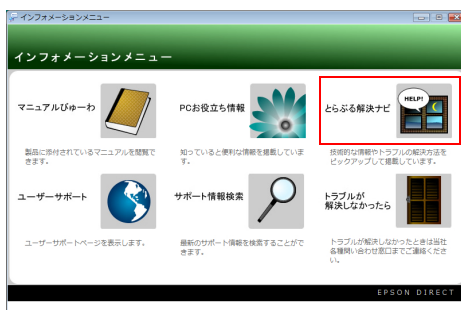 インフォメーションメニュー
インフォメーションメニュー
マニュアルびゅーわ
製品に添付されているマニュアルを閲覧で
きます。
PCお役立ち情報
知っていると便利な情報を掲載していま
す。
とらぶる解決ナビ
HELP!
技術的な情報やトラブルの解決方法を
ピックアップして掲載しています。
ユーザーサポート
ユーザーサポートページを表示します。
サポート情報検索
最新のサポート情報を検索することがで
きます。
トラブルが
解決しなかったら
トラブルが解決しなかったときは当社
各種問い合わせ窓口までご連絡くださ
い。
EPSON DIRECT